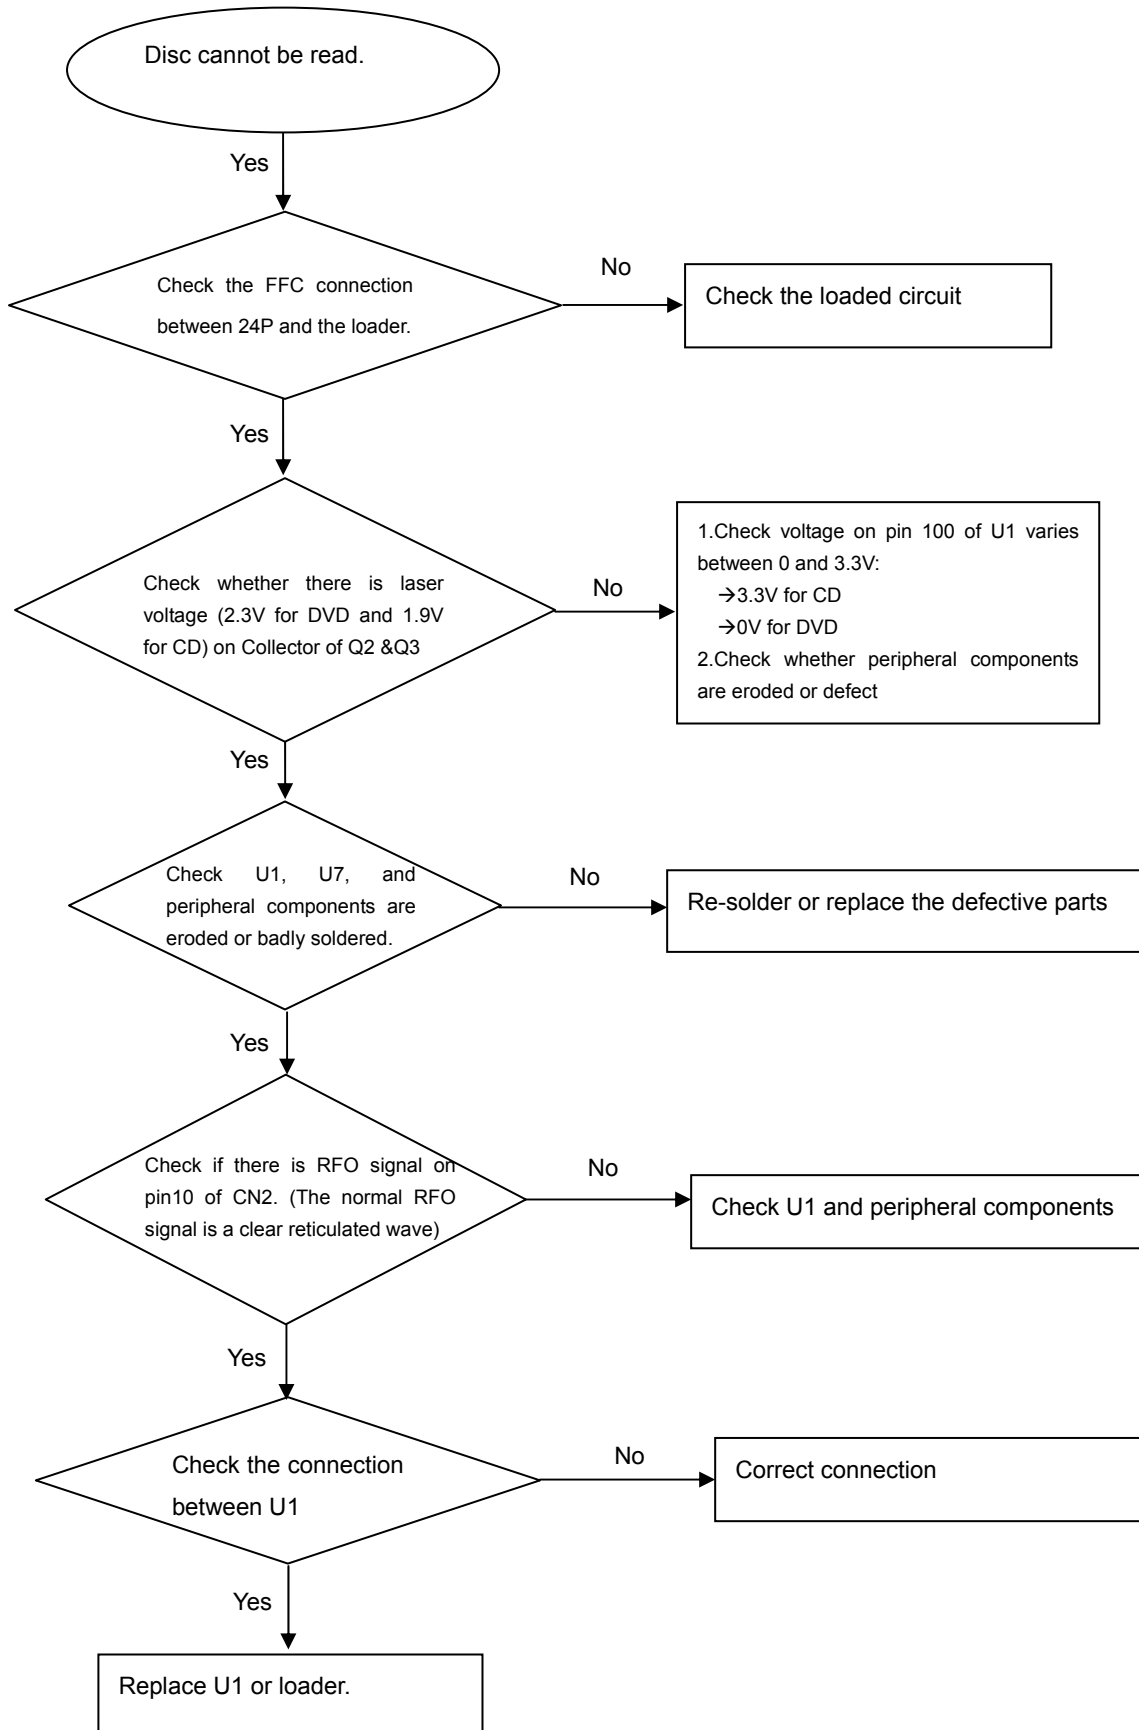 Disc cannot be read.
Yes
Check the FFC connection
between 24P and the loader.
No
Check the loaded circuit
Yes
Check whether there is laser
voltage (2.3V for DVD and 1.9V
for CD) on Collector of Q2 &Q3
No
1.Check voltage on pin 100 of U1 varies
between 0 and 3.3V:
→3.3V for CD
→0V for DVD
2.Check whether peripheral components
are eroded or defect
Yes
Check U1, U7, and
peripheral components are
eroded or badly soldered.
No
Re-solder or replace the defective parts
Yes
Check if there is RFO signal on
pin10 of CN2. (The normal RFO
signal is a clear reticulated wave)
No
Check U1 and peripheral components
Yes
Check the connection
between U1
No
Correct connection
Yes
Replace U1 or loader.